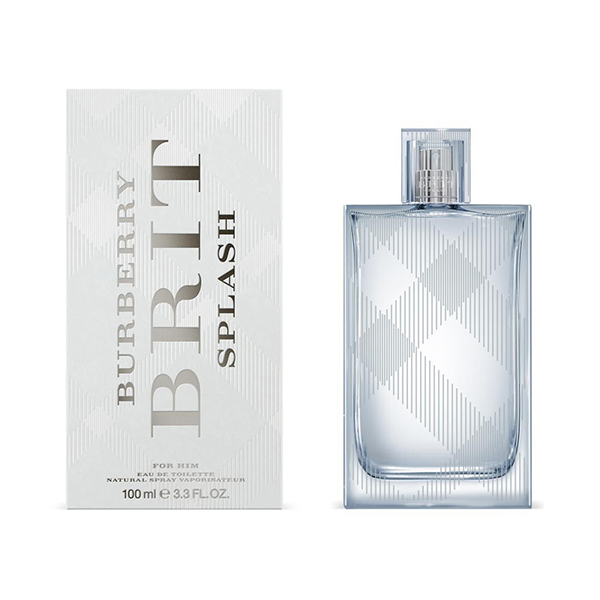 BURBERRY
BRIT
SPLASH
FOR HIM
EAU DE TOILETTE
NATURAL SPRAY VAPORISATEUR
100 ml ℮ 3.3 FL.OZ.